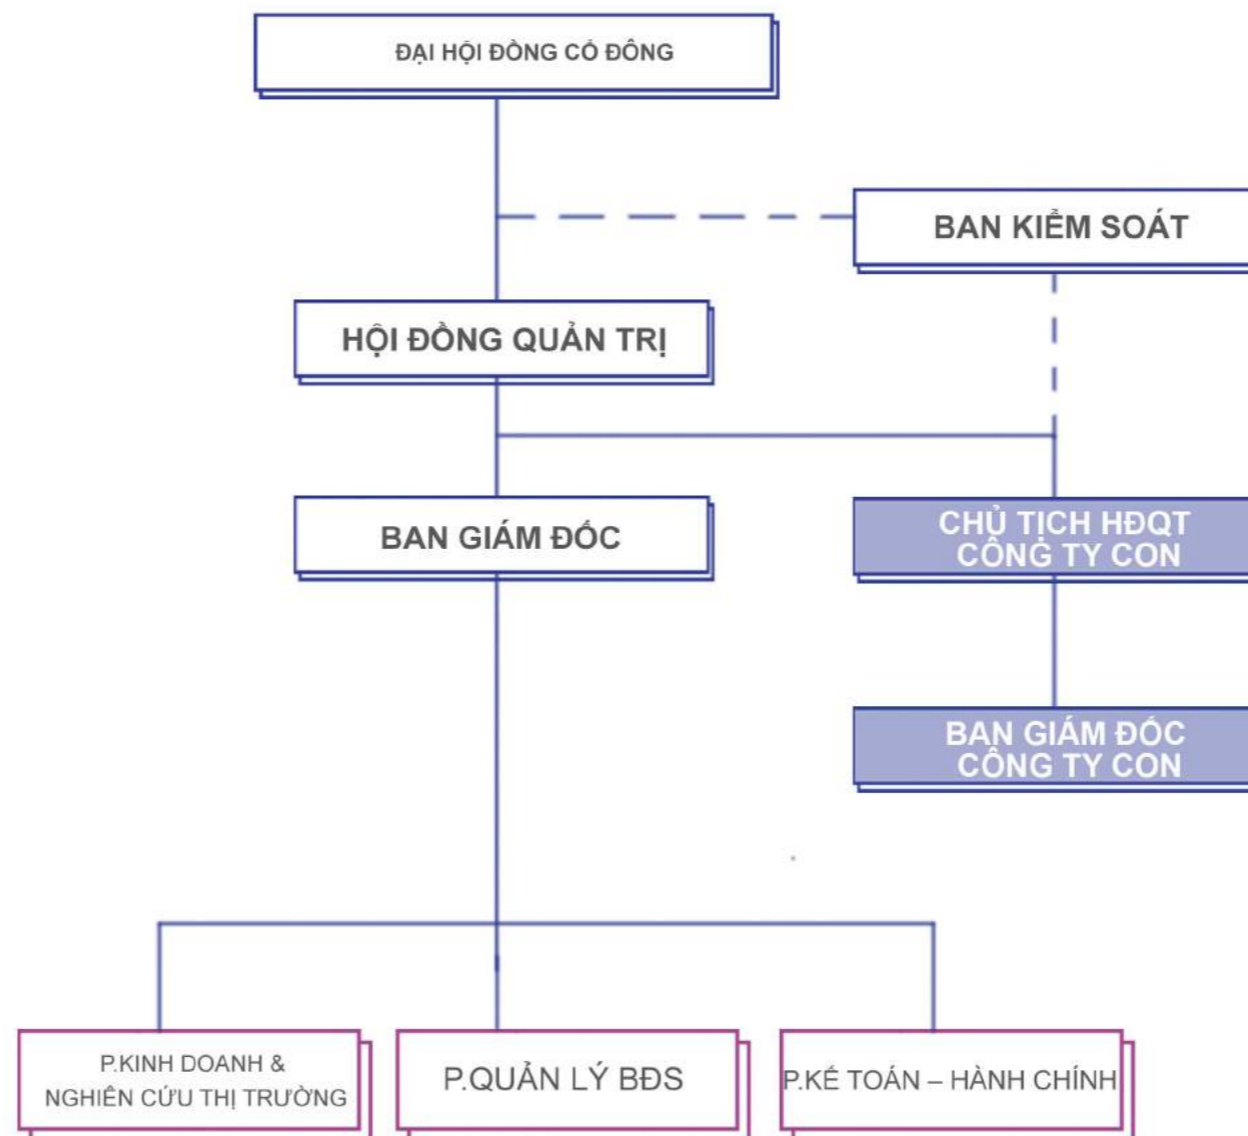 ĐẠI HỘI ĐỒNG CỔ ĐÔNG
BAN KIỂM SOÁT
HỘI ĐỒNG QUẢN TRỊ
BAN GIÁM ĐỐC
CHỦ TỊCH HĐQT
CÔNG TY CON
BAN GIÁM ĐỐC
CÔNG TY CON
P.KINH DOANH &
NGHIÊN CỨU THỊ TRƯỜNG
P.QUẢN LÝ BĐS
P.KẾ TOÁN – HÀNH CHÍNH